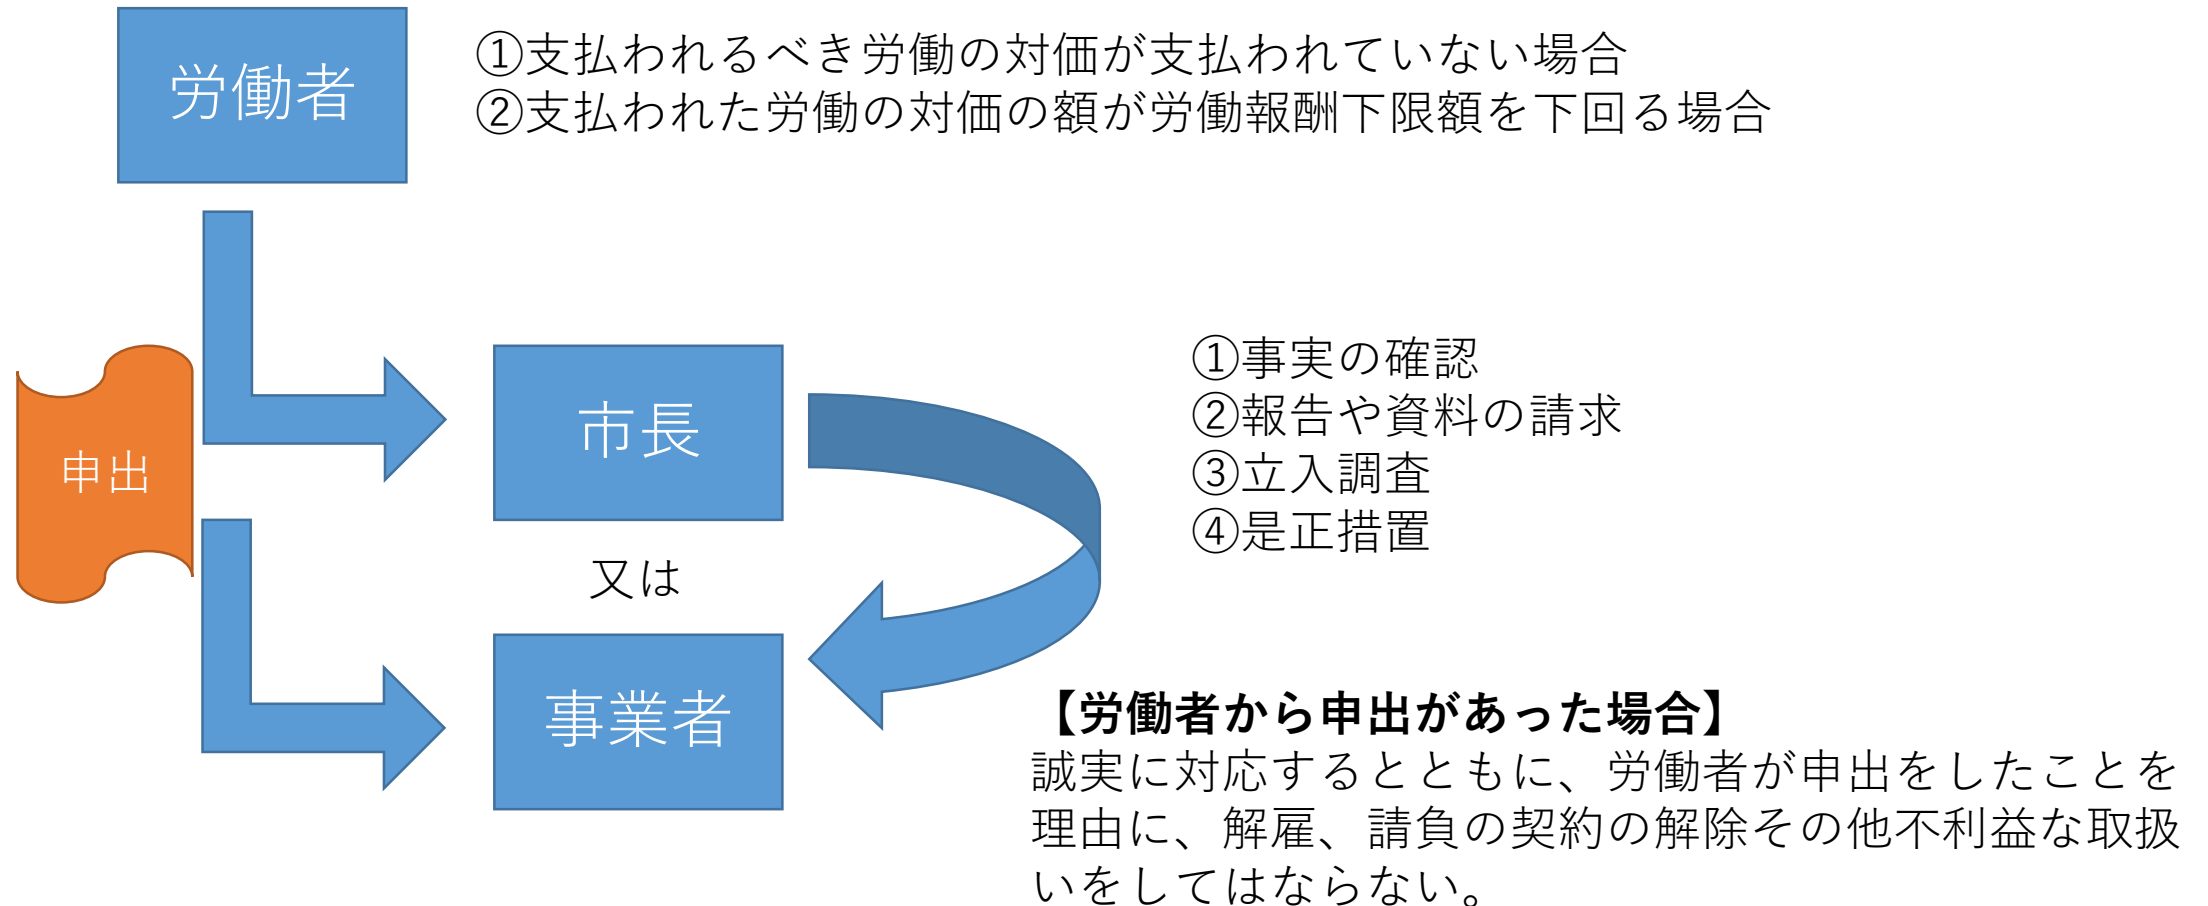 労働者
①支払われるべき労働の対価が支払われていない場合
②支払われた労働の対価の額が労働報酬下限額を下回る場合
申出
市長
①事実の確認
②報告や資料の請求
③立入調査
④是正措置
又は
事業者
【労働者から申出があった場合】
誠実に対応するとともに、労働者が申出をしたことを
理由に、解雇、請負の契約の解除その他不利益な取扱
いをしてはならない。